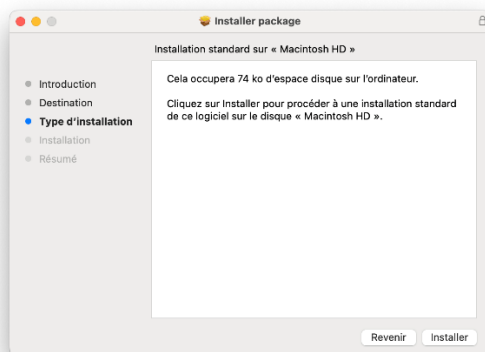 Installer package
Installation standard sur « Macintosh HD »
Introduction
Destination
Type d'installation
Installation
Résumé
Cela occupera 74 ko d'espace disque sur l'ordinateur.
Cliquez sur Installer pour procéder à une installation standard
de ce logiciel sur le disque « Macintosh HD ».
Revenir
Installer